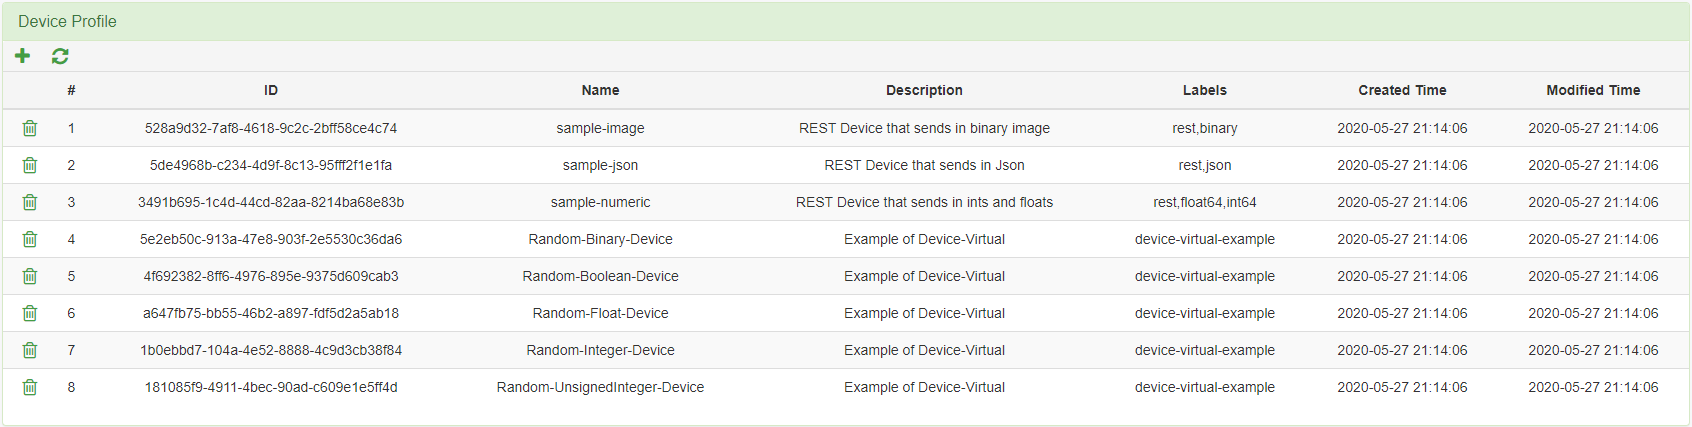 Device Profile
# ID Name Description Labels Created Time Modified Time
1 528a9d32-7af8-4618-9c2c-2bff58ce4c74 sample-image REST Device that sends in binary image rest,binary 2020-05-27 21:14:06 2020-05-27 21:14:06
2 5de4968b-c234-4d9f-8c13-95fff2f1e1fa sample-json REST Device that sends in Json rest,json 2020-05-27 21:14:06 2020-05-27 21:14:06
3 3491b695-1c4d-44cd-82aa-8214ba68e83b sample-numeric REST Device that sends in ints and floats rest,float64,int64 2020-05-27 21:14:06 2020-05-27 21:14:06
4 5e2eb50c-913a-47e8-903f-2e5530c36da6 Random-Binary-Device Example of Device-Virtual device-virtual-example 2020-05-27 21:14:06 2020-05-27 21:14:06
5 4f692382-8ff6-4976-895e-9375d609cab3 Random-Boolean-Device Example of Device-Virtual device-virtual-example 2020-05-27 21:14:06 2020-05-27 21:14:06
6 a647fb75-bb55-46b2-a897-fdf5d2a5ab18 Random-Float-Device Example of Device-Virtual device-virtual-example 2020-05-27 21:14:06 2020-05-27 21:14:06
7 1b0ebbd7-104a-4e52-8888-4c9d3cb38f84 Random-Integer-Device Example of Device-Virtual device-virtual-example 2020-05-27 21:14:06 2020-05-27 21:14:06
8 181085f9-4911-4bec-90ad-c609e1e5ff4d Random-UnsignedInteger-Device Example of Device-Virtual device-virtual-example 2020-05-27 21:14:06 2020-05-27 21:14:06